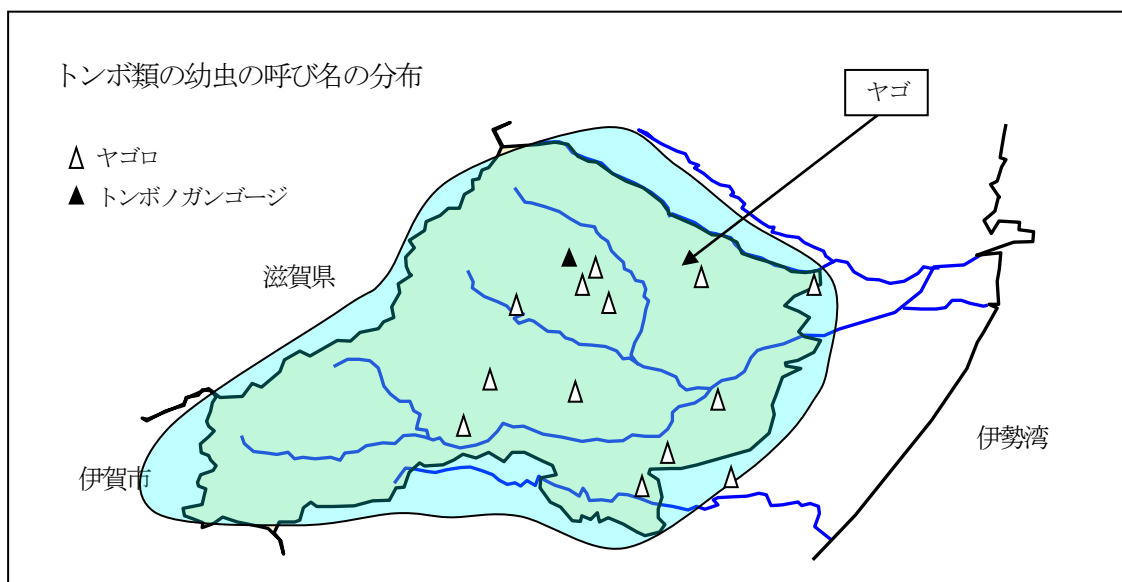 トンボ類の幼虫の呼び名の分布
ヤゴ
ヤゴロ
トンボノガンゴージ
滋賀県
伊勢湾
伊賀市